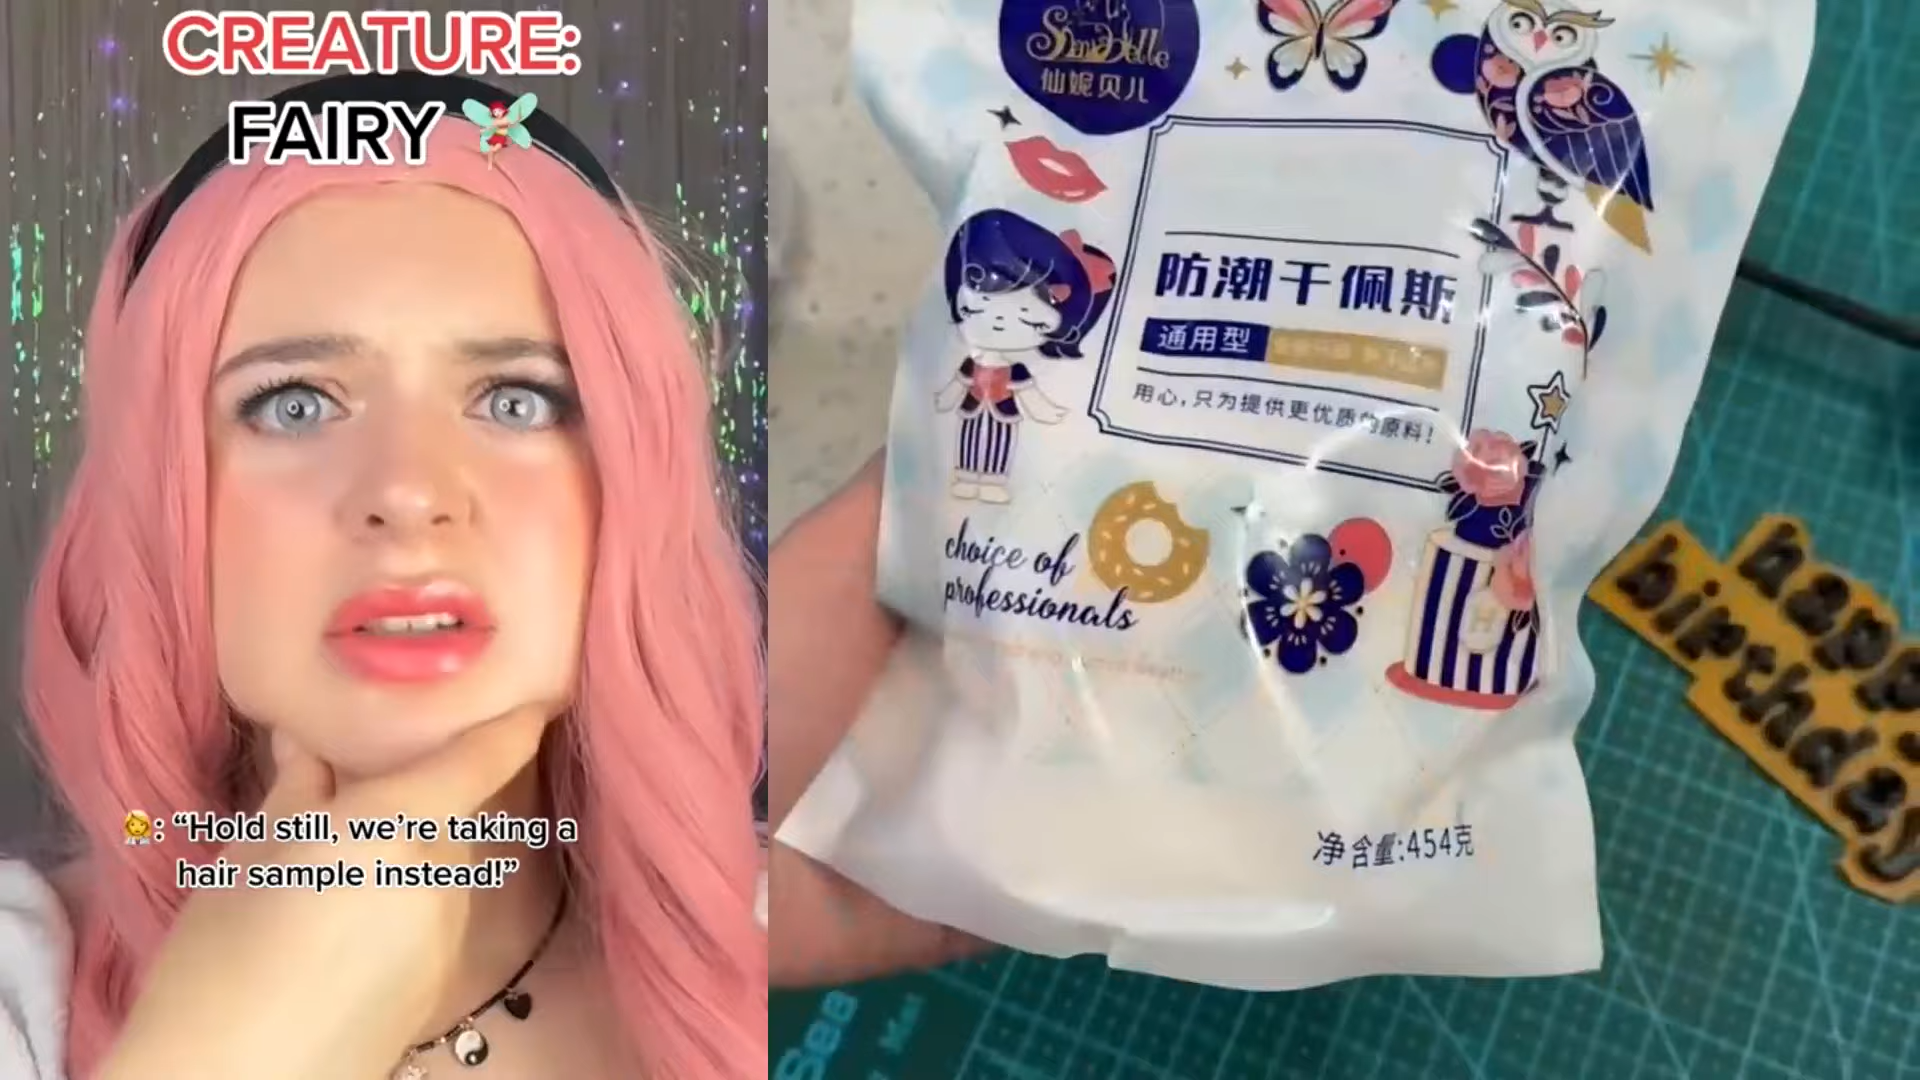 CREATURE:
FAIRY
: “Hold still, we’re taking a
hair sample instead!”
仙妮贝儿
防潮干佩斯
通用型
用心，只为提供更优质的原料！
choice of
professionals
净含量:454克
happy
birthday